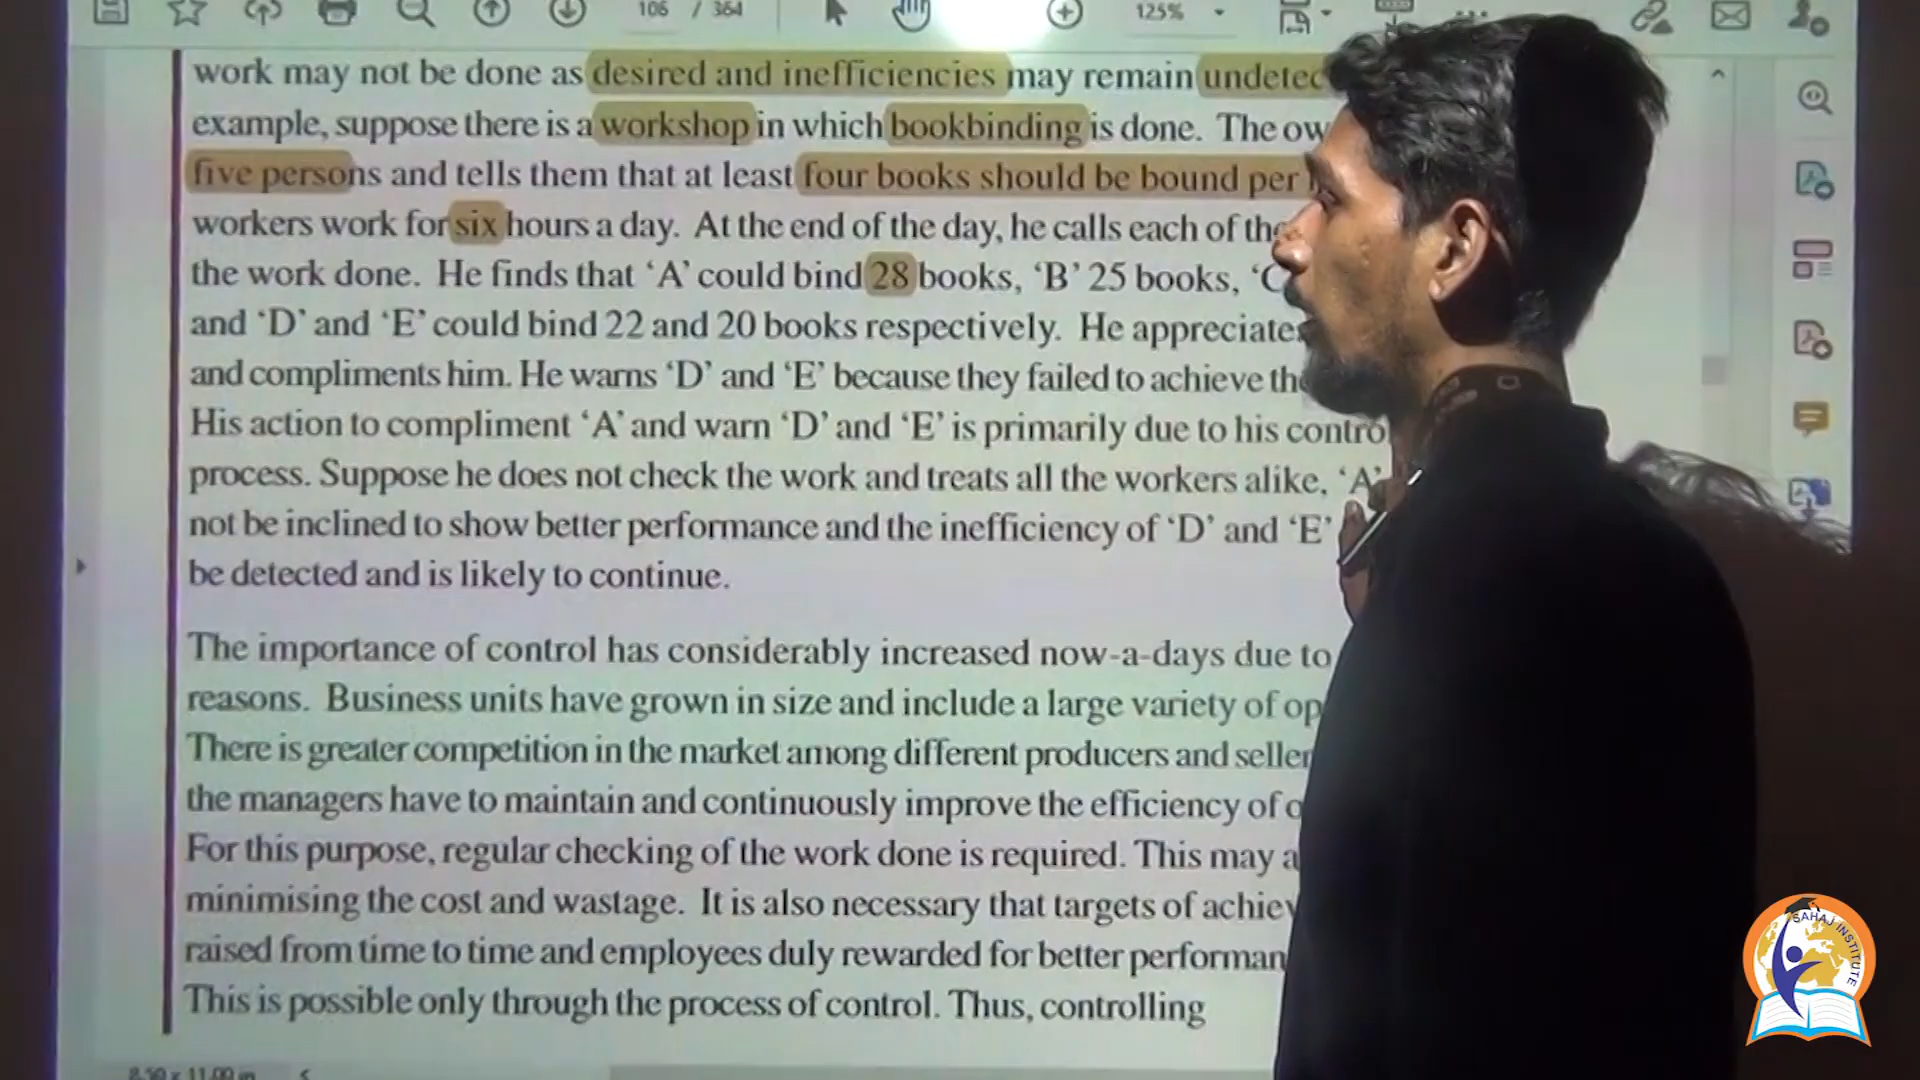 106 / 364
125%
work may not be done as desired and inefficiencies may remain
example, suppose there is a workshop in which bookbinding is done. The
five persons and tells them that at least four books should be bound per
workers work for six hours a day. At the end of the day, he calls each of
the work done. He finds that ‘A’ could bind 28 books, ‘B’ 25 books,
and ‘D’ and ‘E’ could bind 22 and 20 books respectively. He
and compliments him. He warns ‘D’ and ‘E’ because they failed to achieve
His action to compliment ‘A’ and warn ‘D’ and ‘E’ is primarily due to his
process. Suppose he does not check the work and treats all the workers alike, ‘A’
not be inclined to show better performance and the inefficiency of ‘D’ and ‘E’
be detected and is likely to continue.
The importance of control has considerably increased now-a-days due to
reasons. Business units have grown in size and include a large variety of
There is greater competition in the market among different producers and
the managers have to maintain and continuously improve the efficiency of
For this purpose, regular checking of the work done is required. This may
minimising the cost and wastage. It is also necessary that targets of
raised from time to time and employees duly rewarded for better
This is possible only through the process of control. Thus, controlling
8.50 x 11.00 in
SAHAJ INSTITUTE